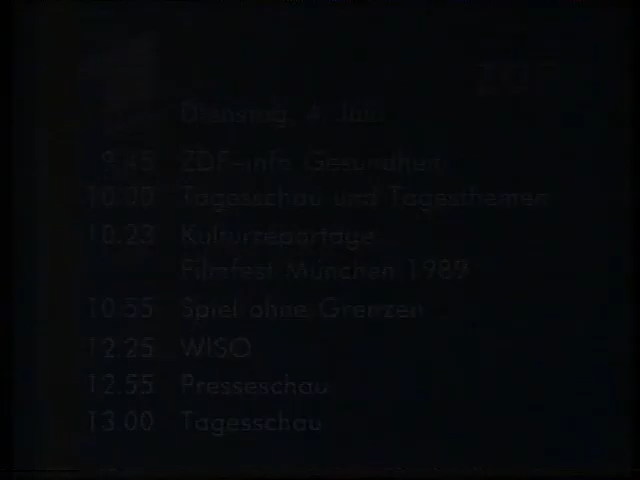 ZDF
Dienstag, 4. Juli
9.45 ZDF-info Gesundheit
10.00 Tagesschau und Tagesthemen
10.23 Kulturreportage
Filmfest München 1989
10.55 Spiel ohne Grenzen
12.25 WISO
12.55 Presseschau
13.00 Tagesschau